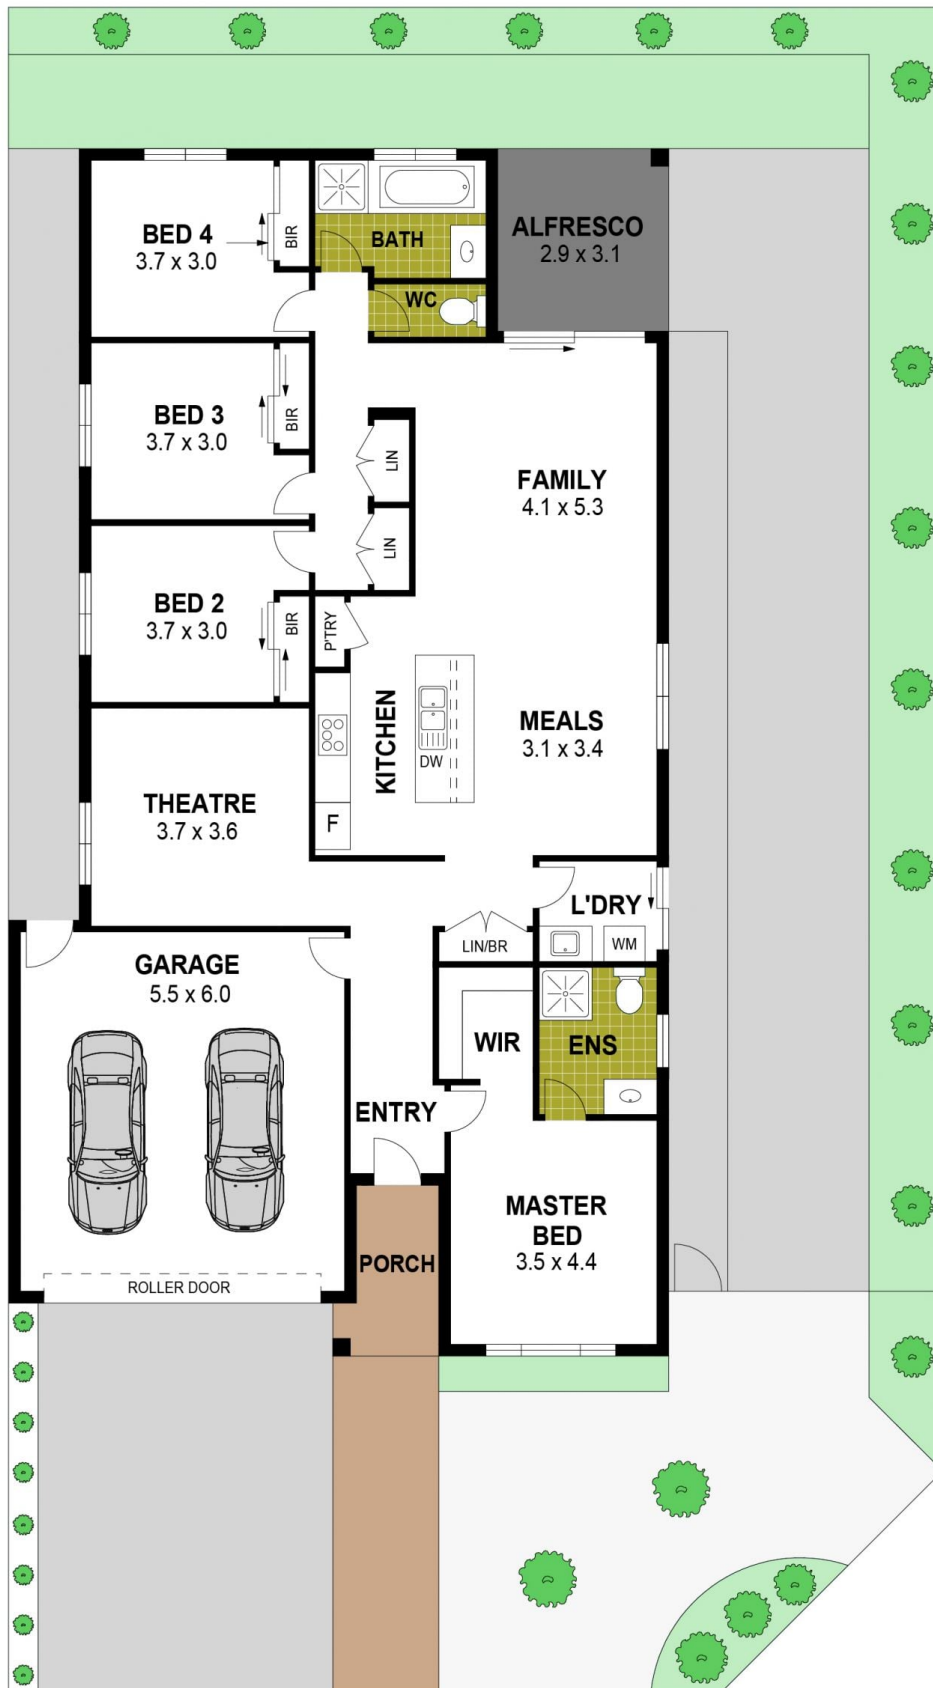 BED 4
3.7 x 3.0
BIR
BATH
WC
ALFRESCO
2.9 x 3.1
BED 3
3.7 x 3.0
BIR
LIN
FAMILY
4.1 x 5.3
LIN
BED 2
3.7 x 3.0
BIR
P'TRY
KITCHEN
DW
MEALS
3.1 x 3.4
THEATRE
3.7 x 3.6
F
L'DRY
LIN/BR
WM
GARAGE
5.5 x 6.0
WIR
ENS
ENTRY
MASTER
BED
3.5 x 4.4
PORCH
ROLLER DOOR